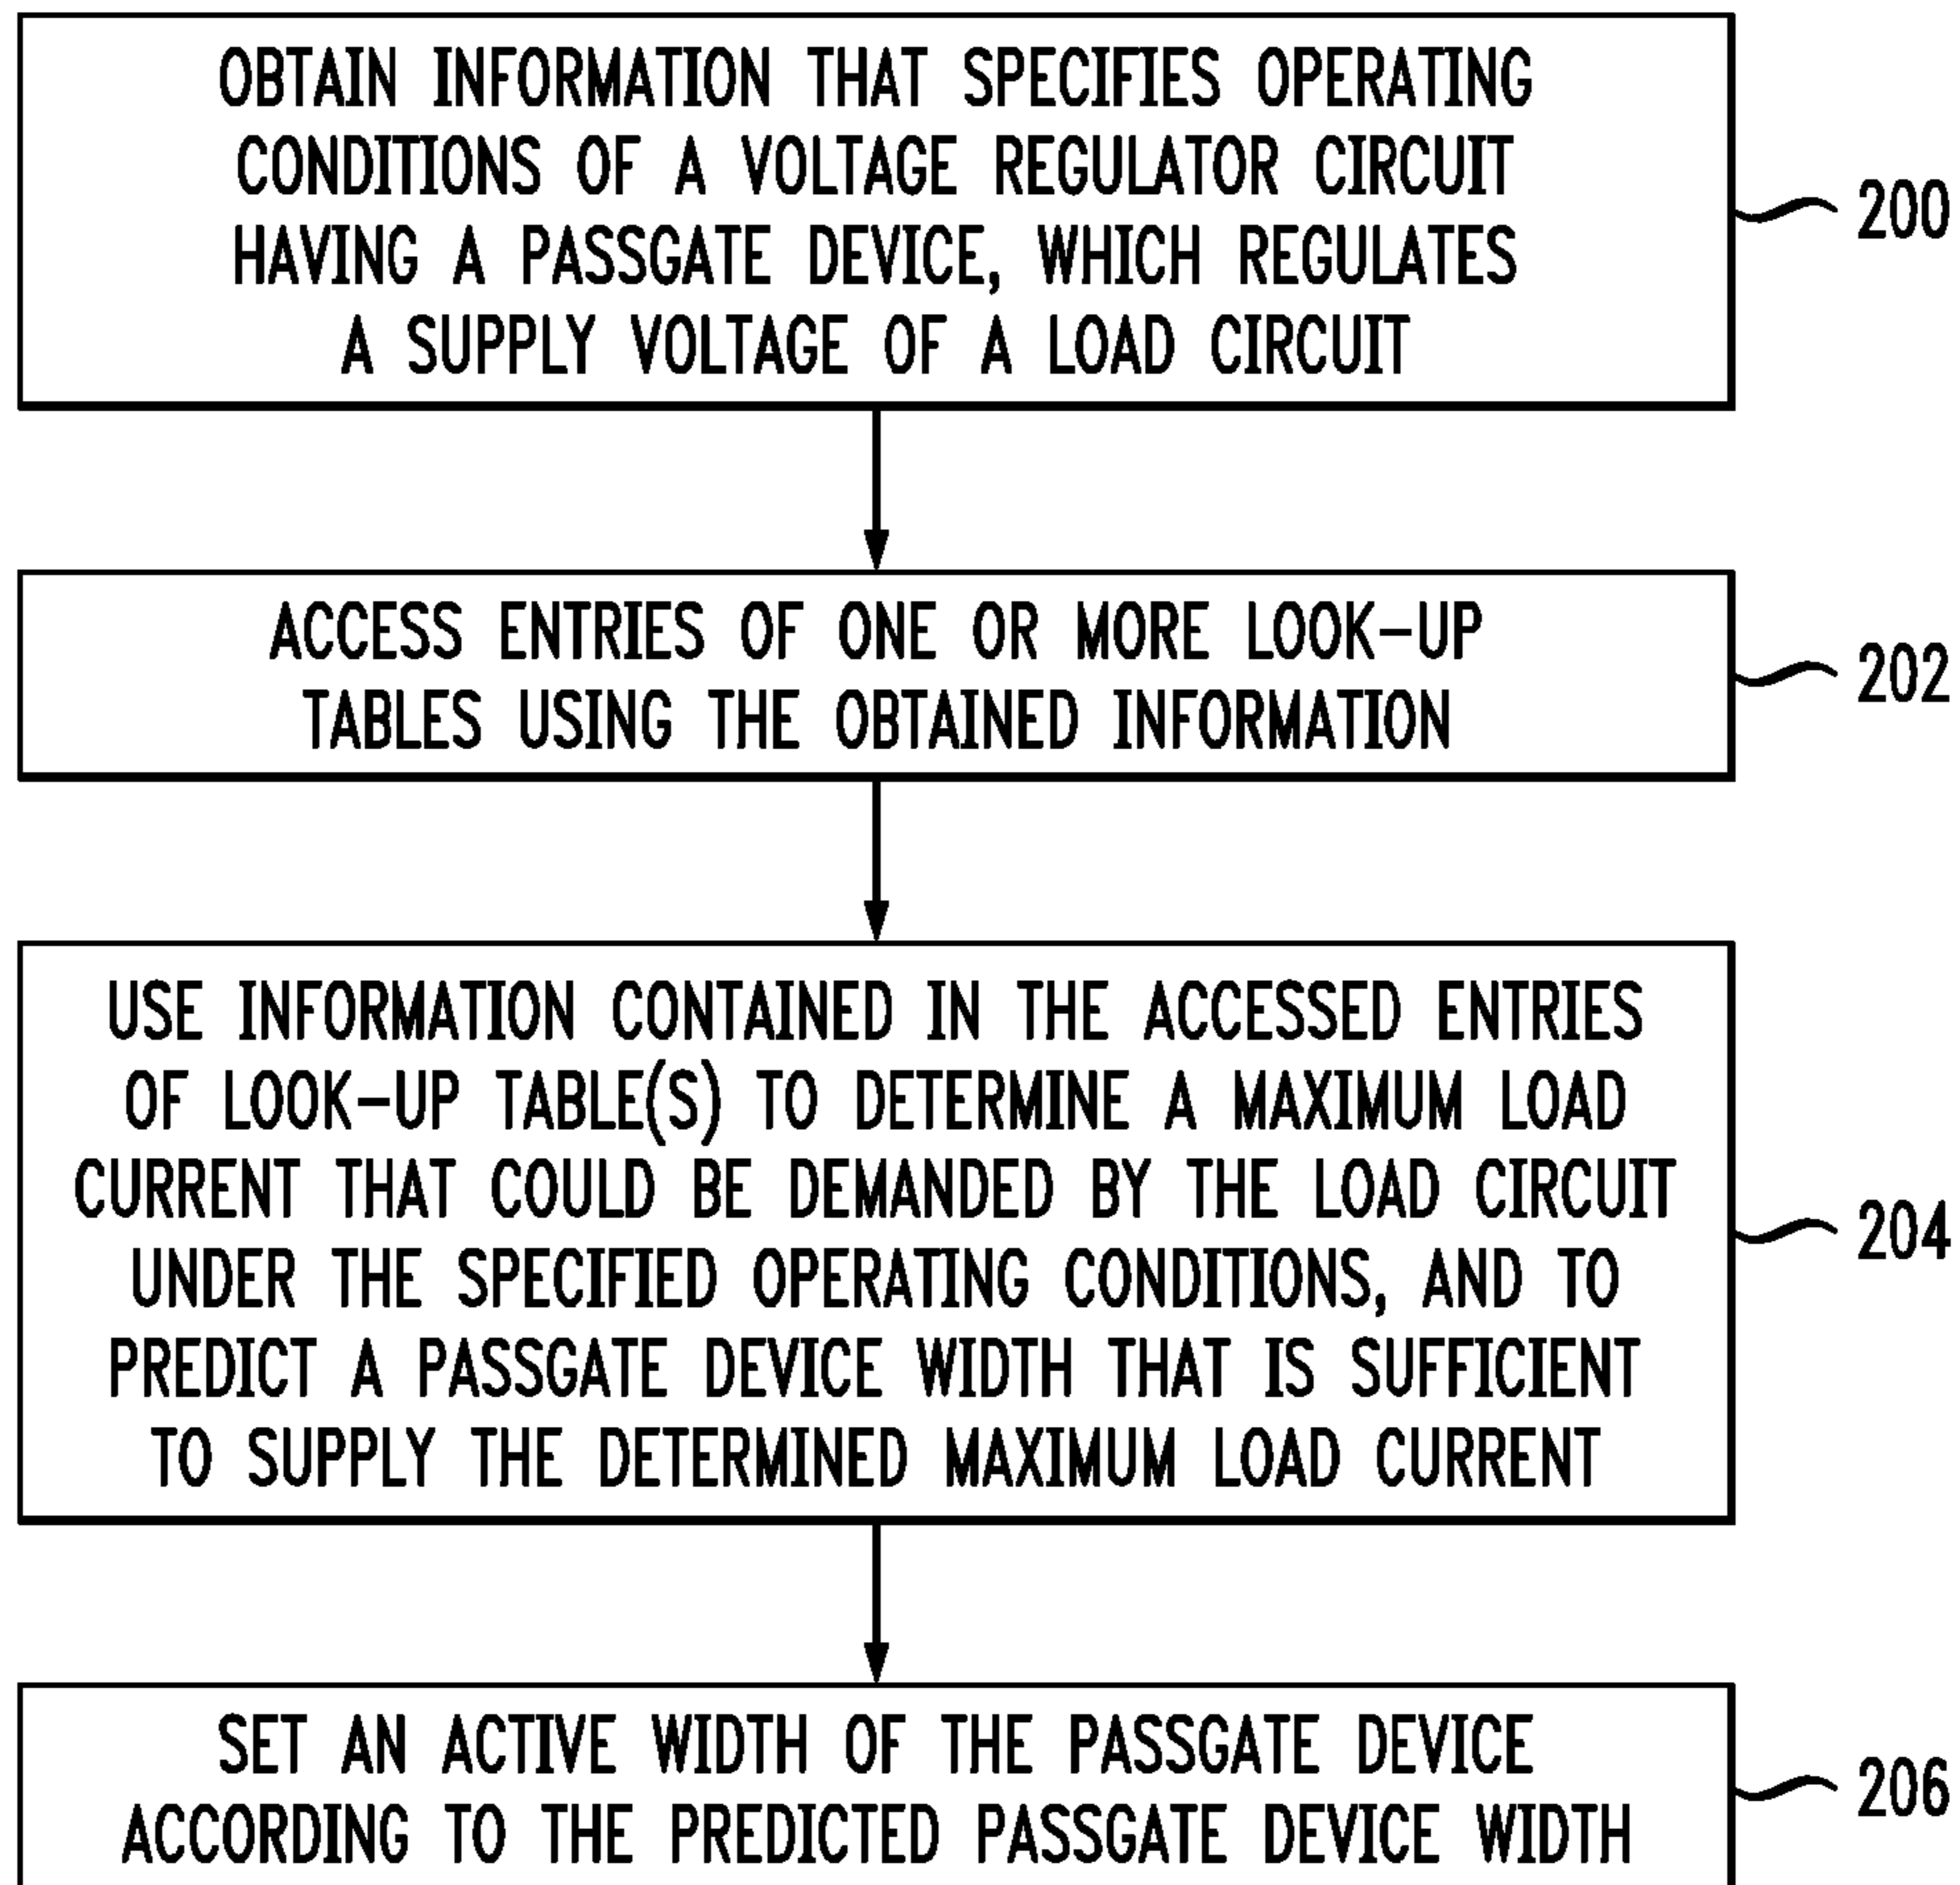 OBTAIN INFORMATION THAT SPECIFIES OPERATING
CONDITIONS OF A VOLTAGE REGULATOR CIRCUIT
HAVING A PASSGATE DEVICE, WHICH REGULATES
A SUPPLY VOLTAGE OF A LOAD CIRCUIT
200
ACCESS ENTRIES OF ONE OR MORE LOOK-UP
TABLES USING THE OBTAINED INFORMATION
202
USE INFORMATION CONTAINED IN THE ACCESSED ENTRIES
OF LOOK-UP TABLE(S) TO DETERMINE A MAXIMUM LOAD
CURRENT THAT COULD BE DEMANDED BY THE LOAD CIRCUIT
UNDER THE SPECIFIED OPERATING CONDITIONS, AND TO
PREDICT A PASSGATE DEVICE WIDTH THAT IS SUFFICIENT
TO SUPPLY THE DETERMINED MAXIMUM LOAD CURRENT
204
SET AN ACTIVE WIDTH OF THE PASSGATE DEVICE
ACCORDING TO THE PREDICTED PASSGATE DEVICE WIDTH
206